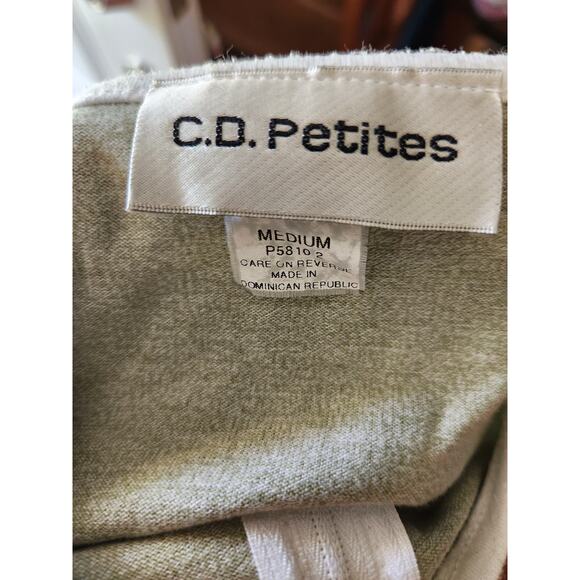 C.D. Petites
MEDIUM
P5810 2
CARE ON REVERSE
MADE IN
DOMINICAN REPUBLIC